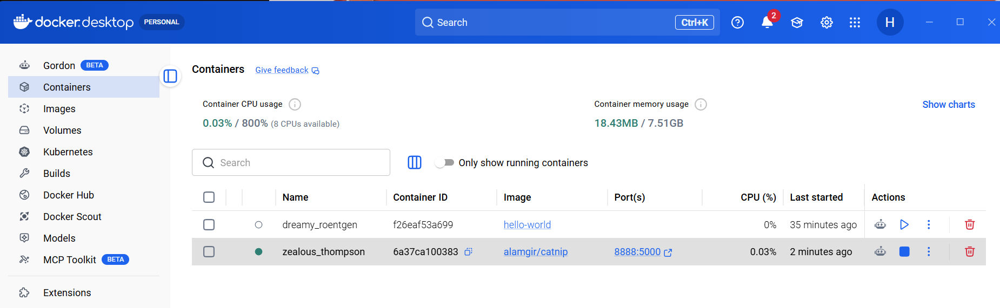 docker.desktop PERSONAL
Search Ctrl+K 2 H
Gordon BETA
Containers
Images
Volumes
Kubernetes
Builds
Docker Hub
Docker Scout
Models
MCP Toolkit BETA
Extensions
Containers Give feedback
Container CPU usage
0.03% / 800% (8 CPUs available)
Container memory usage
18.43MB / 7.51GB
Show charts
Search
Only show running containers
Name Container ID Image Port(s) CPU (%) Last started Actions
dreamy_roentgen f26eaf53a699 hello-world 0% 35 minutes ago
zealous_thompson 6a37ca100383 alamgir/catnip 8888:5000 0.03% 2 minutes ago